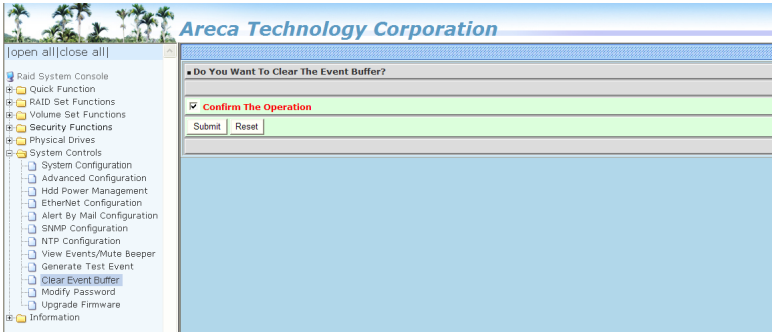 Areca Technology Corporation
|open all|close all|
Raid System Console
Quick Function
RAID Set Functions
Volume Set Functions
Security Functions
Physical Drives
System Controls
System Configuration
Advanced Configuration
Hdd Power Management
EtherNet Configuration
Alert By Mail Configuration
SNMP Configuration
NTP Configuration
View Events/Mute Beeper
Generate Test Event
Clear Event Buffer
Modify Password
Upgrade Firmware
Information
Do You Want To Clear The Event Buffer?
Confirm The Operation
Submit Reset